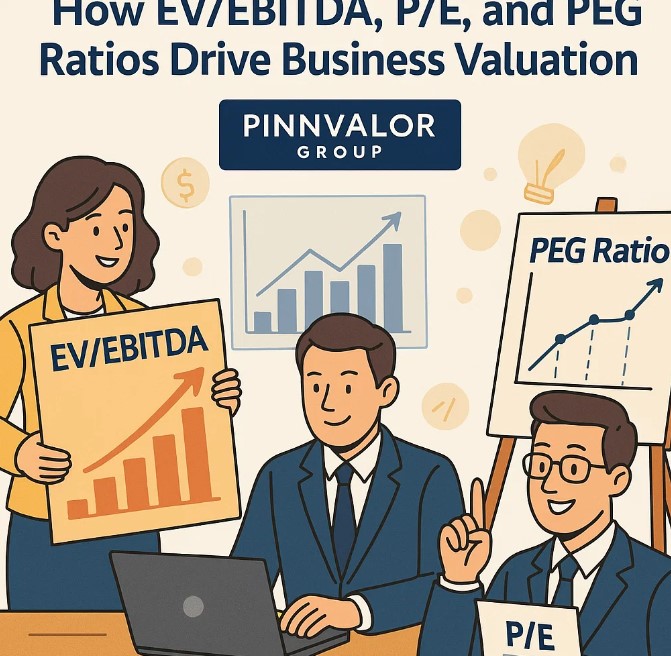 How EV/EBITDA, P/E, and PEG
Ratios Drive Business Valuation
PINNVALOR
GROUP
$
PEG Ratio
EV/EBITDA
P/E